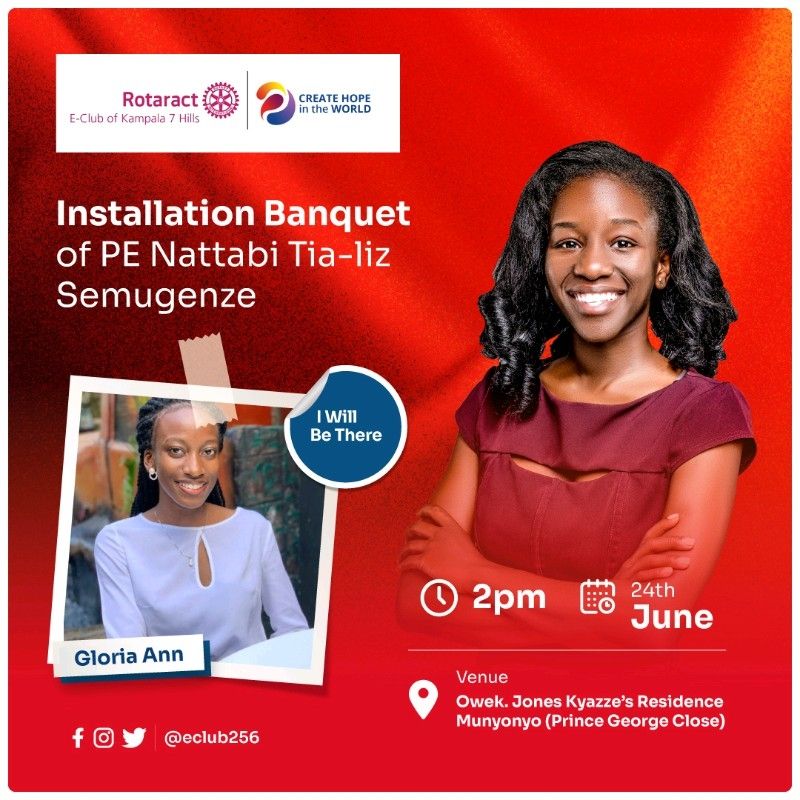 Rotaract
E-Club of Kampala 7 Hills
CREATE HOPE
in the WORLD
Installation Banquet
of PE Nattabi Tia-liz
Semugenze
I Will
Be There
Gloria Ann
2pm
24th
June
Venue
Owek. Jones Kyazze's Residence
Munyonyo (Prince George Close)
@eclub256